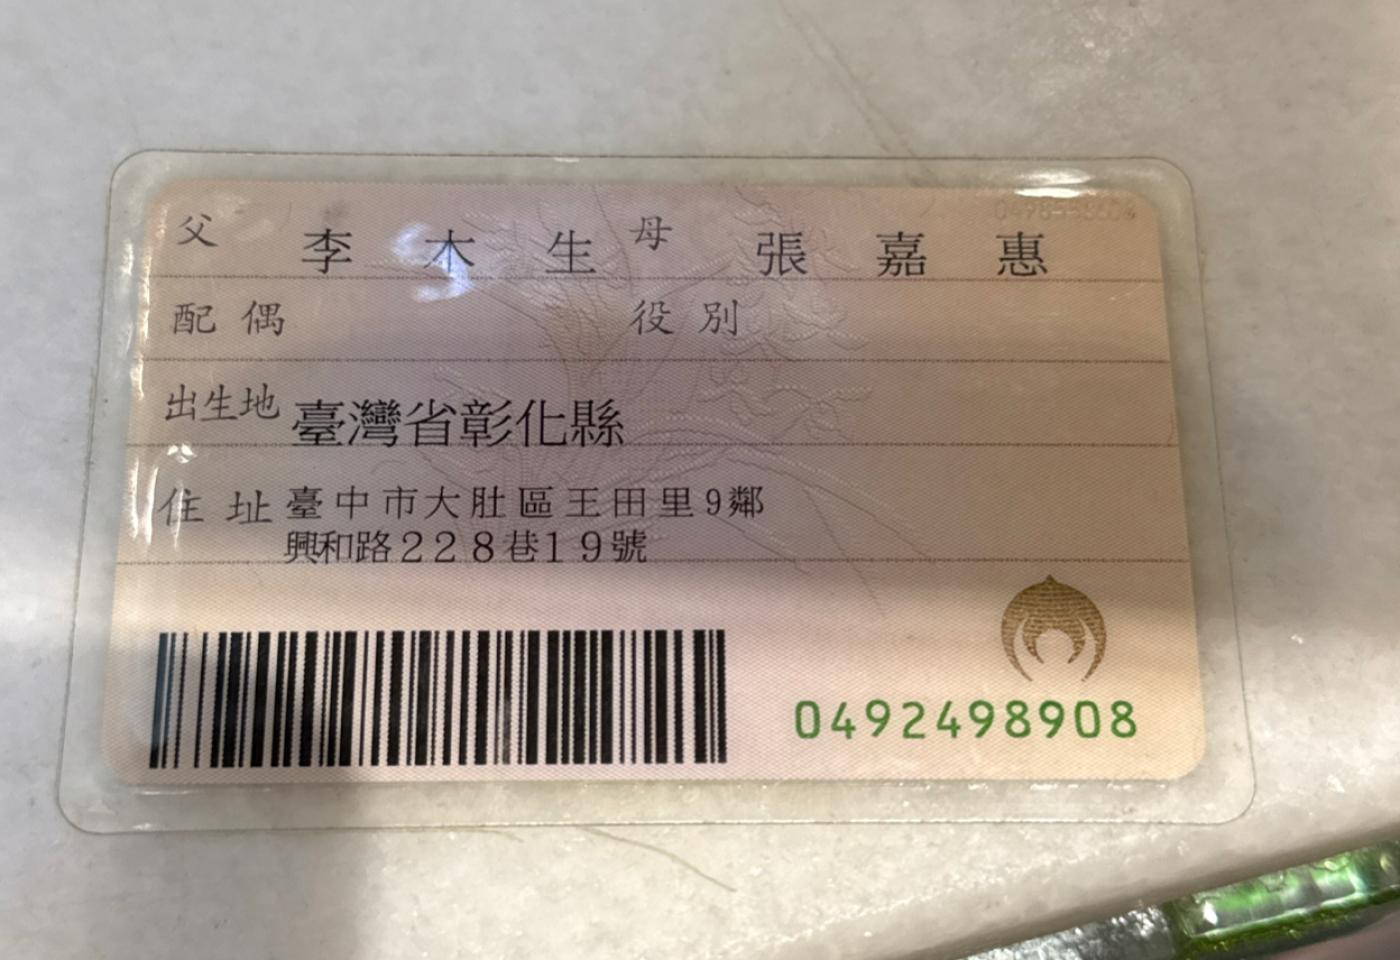 父 李木生 母 張嘉惠
配偶 役別
出生地 臺灣省彰化縣
住址 臺中市大肚區王田里9鄰
興和路228巷19號
0492498908